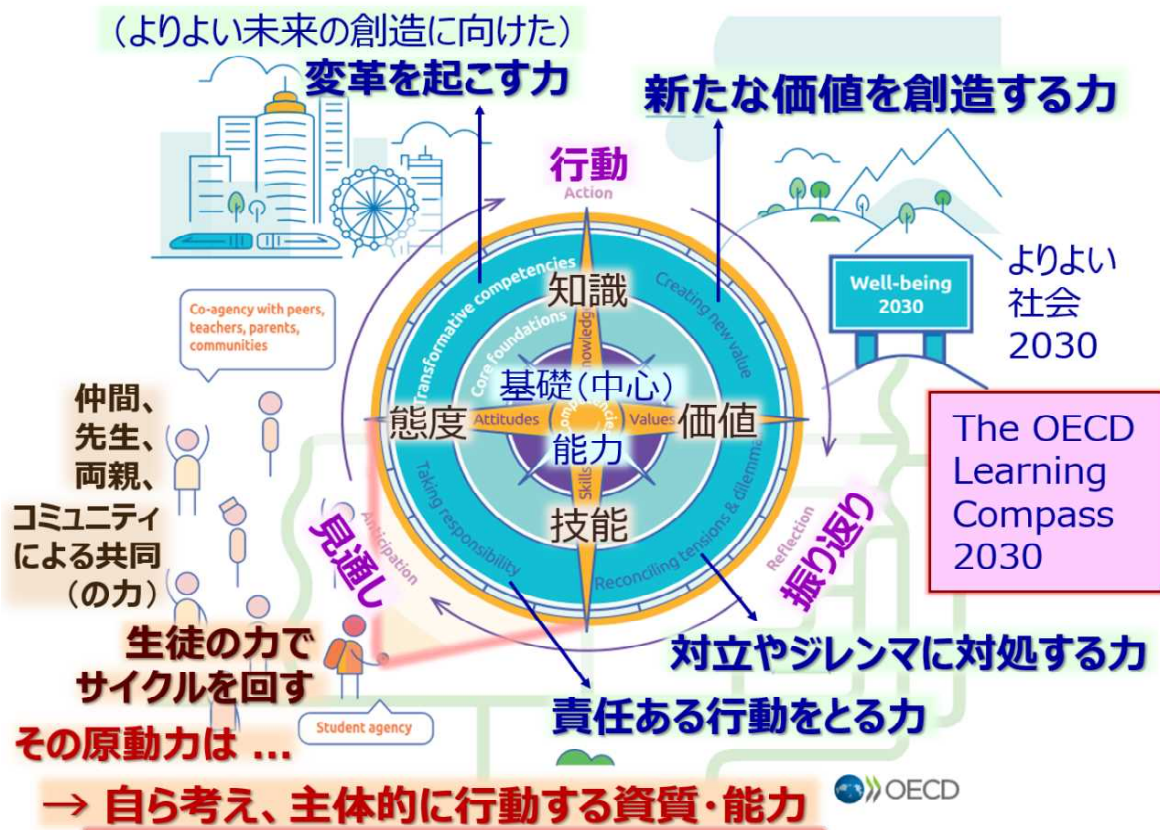 （よりよい未来の創造に向けた）
変革を起こす力
新たな価値を創造する力
行動
Action
Transformative competencies
Creating new value
知識
Core foundations
基礎（中心）
態度
Attitudes
Values
価値
能力
Skills
技能
Taking responsibility
Reconciling tensions &
見通し
Anticipation
Reflection
振り返り
Well-being
2030
よりよい
社会
2030
The OECD
Learning
Compass
2030
Co-agency with peers,
teachers, parents,
communities
仲間、
先生、
両親、
コミュニティ
による共同
（の力）
生徒の力で
サイクルを回す
Student agency
対立やジレンマに対処する力
責任ある行動をとる力
その原動力は …
→ 自ら考え、主体的に行動する資質・能力
OECD